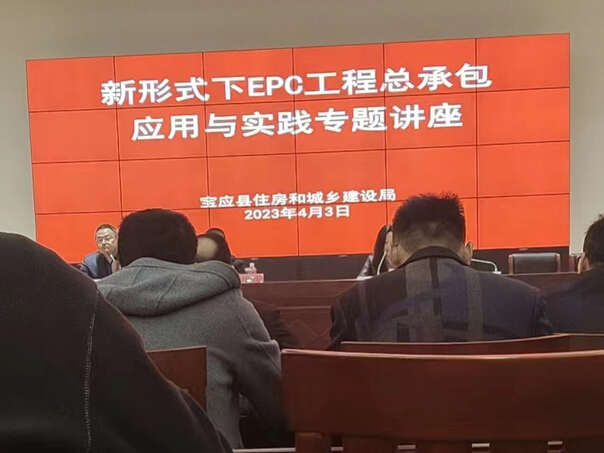 新形式下EPC工程总承包
应用与实践专题讲座
宝应县住房和城乡建设局
2023年4月3日